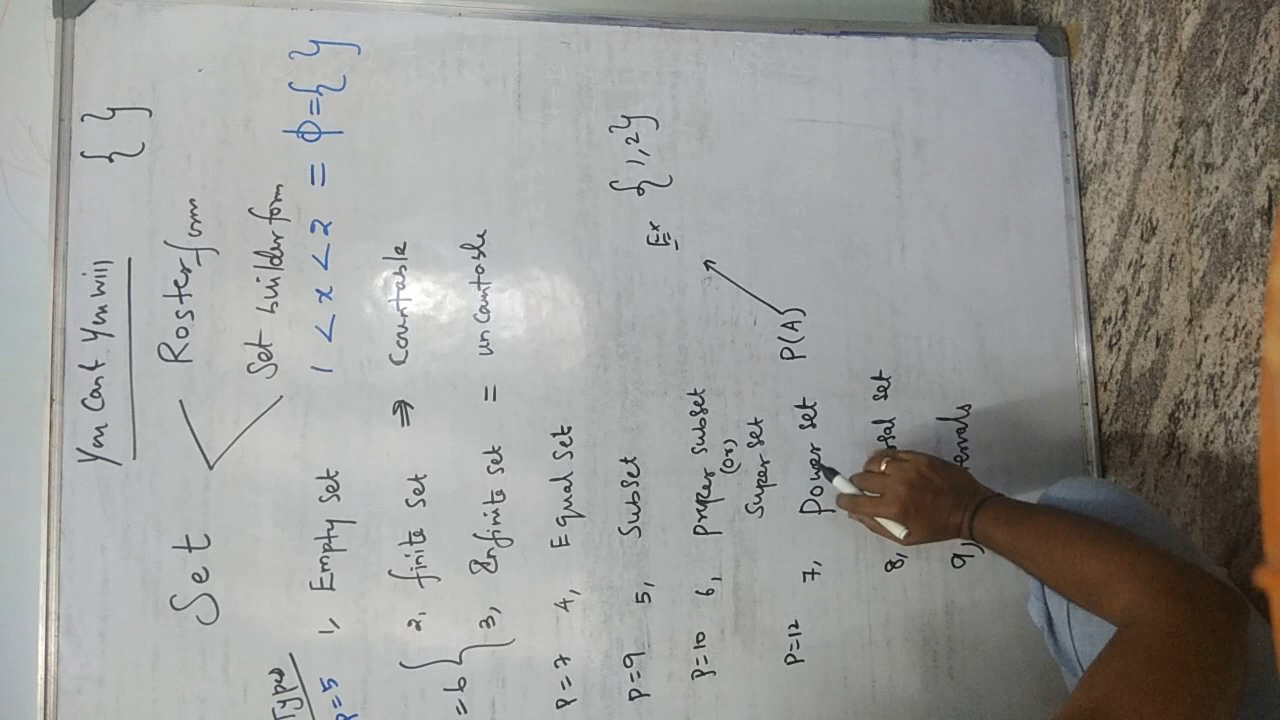 You Can & You will { }
Set Roster form
Set builder form
Types
P=5 1, Empty Set 1 < x < 2 = ϕ = { }
2, finite set ⇒ Countable
=6 { 3, Infinite set = uncountable
P=7 4, Equal Set
P=9 5, Subset Ex {1,2}
P=10 6, proper subset
(or)
Super set
P=12 7, Power set P(A)
8, set
9,